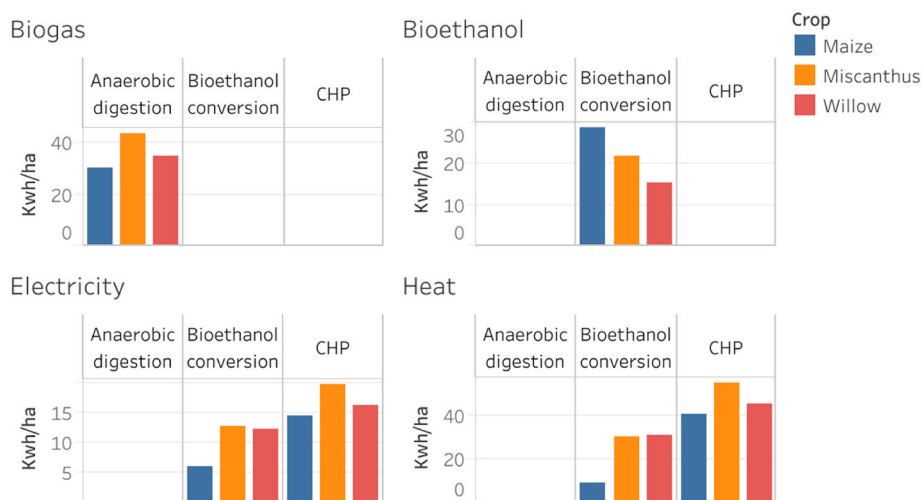 Biogas
Bioethanol
Crop
Maize
Miscanthus
Willow
Anaerobic
digestion
Bioethanol
conversion
CHP
Kwh/ha
40
20
0
Anaerobic
digestion
Bioethanol
conversion
CHP
Kwh/ha
30
20
10
0
Electricity
Heat
Anaerobic
digestion
Bioethanol
conversion
CHP
Kwh/ha
15
10
5
Anaerobic
digestion
Bioethanol
conversion
CHP
Kwh/ha
40
20
0